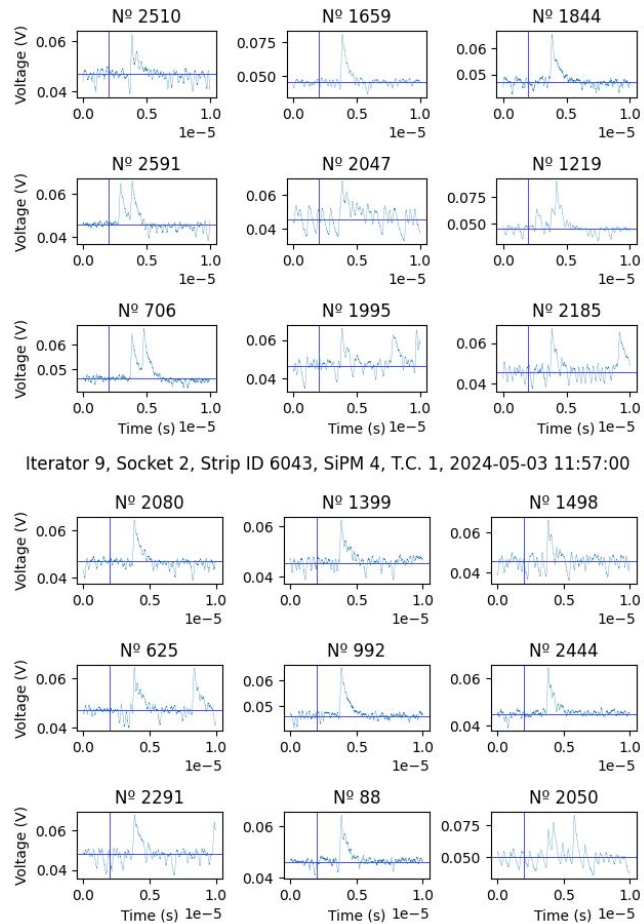 Nº 2510 Nº 1659 Nº 1844
Voltage (V) 0.06 0.04 0.075 0.050 0.06 0.05
0.0 0.5 1.0 0.0 0.5 1.0 0.0 0.5 1.0
1e−5 1e−5 1e−5
Nº 2591 Nº 2047 Nº 1219
Voltage (V) 0.06 0.04 0.06 0.04 0.075 0.050
0.0 0.5 1.0 0.0 0.5 1.0 0.0 0.5 1.0
1e−5 1e−5 1e−5
Nº 706 Nº 1995 Nº 2185
Voltage (V) 0.06 0.05 0.06 0.04 0.06 0.04
0.0 0.5 1.0 0.0 0.5 1.0 0.0 0.5 1.0
Time (s) 1e−5 Time (s) 1e−5 Time (s) 1e−5
Iterator 9, Socket 2, Strip ID 6043, SiPM 4, T.C. 1, 2024-05-03 11:57:00
Nº 2080 Nº 1399 Nº 1498
Voltage (V) 0.06 0.04 0.06 0.04 0.06 0.04
0.0 0.5 1.0 0.0 0.5 1.0 0.0 0.5 1.0
1e−5 1e−5 1e−5
Nº 625 Nº 992 Nº 2444
Voltage (V) 0.06 0.04 0.06 0.05 0.06 0.04
0.0 0.5 1.0 0.0 0.5 1.0 0.0 0.5 1.0
1e−5 1e−5 1e−5
Nº 2291 Nº 88 Nº 2050
Voltage (V) 0.06 0.04 0.06 0.04 0.075 0.050
0.0 0.5 1.0 0.0 0.5 1.0 0.0 0.5 1.0
Time (s) 1e−5 Time (s) 1e−5 Time (s) 1e−5